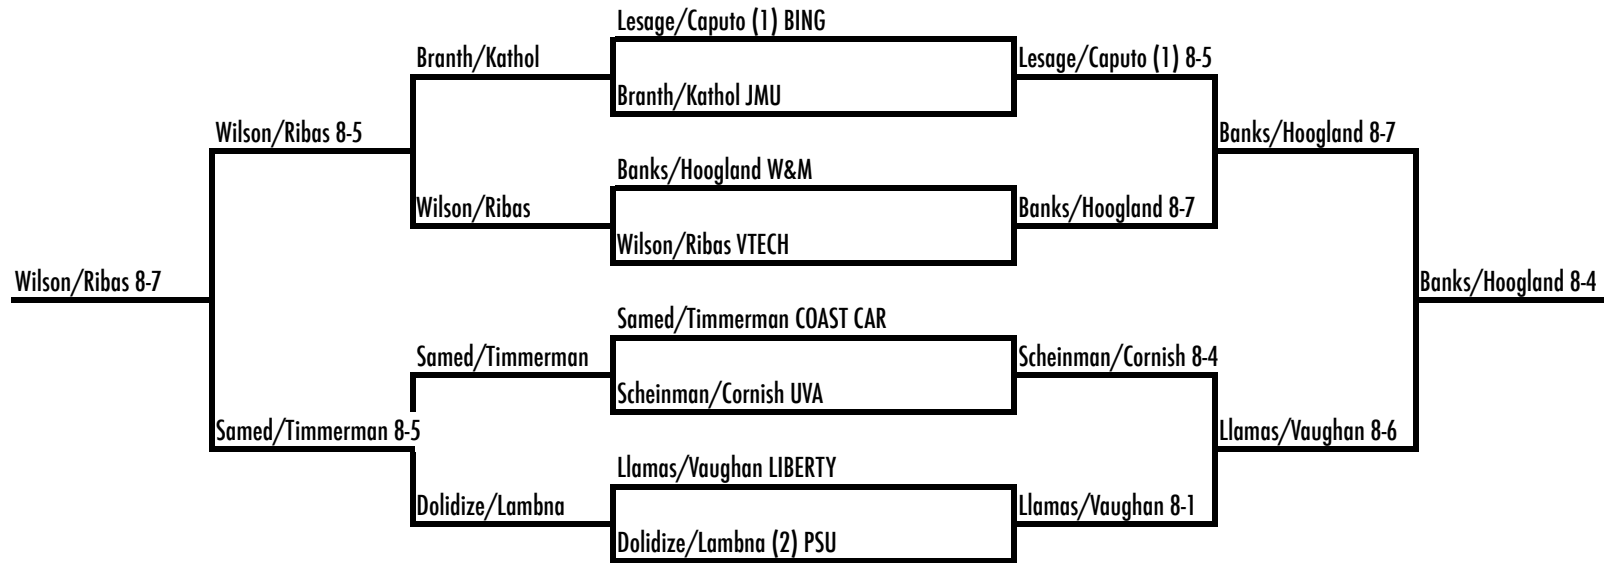 Lesage/Caputo (1) BING
Branth/Kathol
Lesage/Caputo (1) 8-5
Branth/Kathol JMU
Wilson/Ribas 8-5
Banks/Hoogland 8-7
Banks/Hoogland W&M
Wilson/Ribas
Banks/Hoogland 8-7
Wilson/Ribas VTECH
Wilson/Ribas 8-7
Banks/Hoogland 8-4
Samed/Timmerman COAST CAR
Samed/Timmerman
Scheinman/Cornish 8-4
Scheinman/Cornish UVA
Samed/Timmerman 8-5
Llamas/Vaughan 8-6
Llamas/Vaughan LIBERTY
Dolidize/Lambna
Llamas/Vaughan 8-1
Dolidize/Lambna (2) PSU